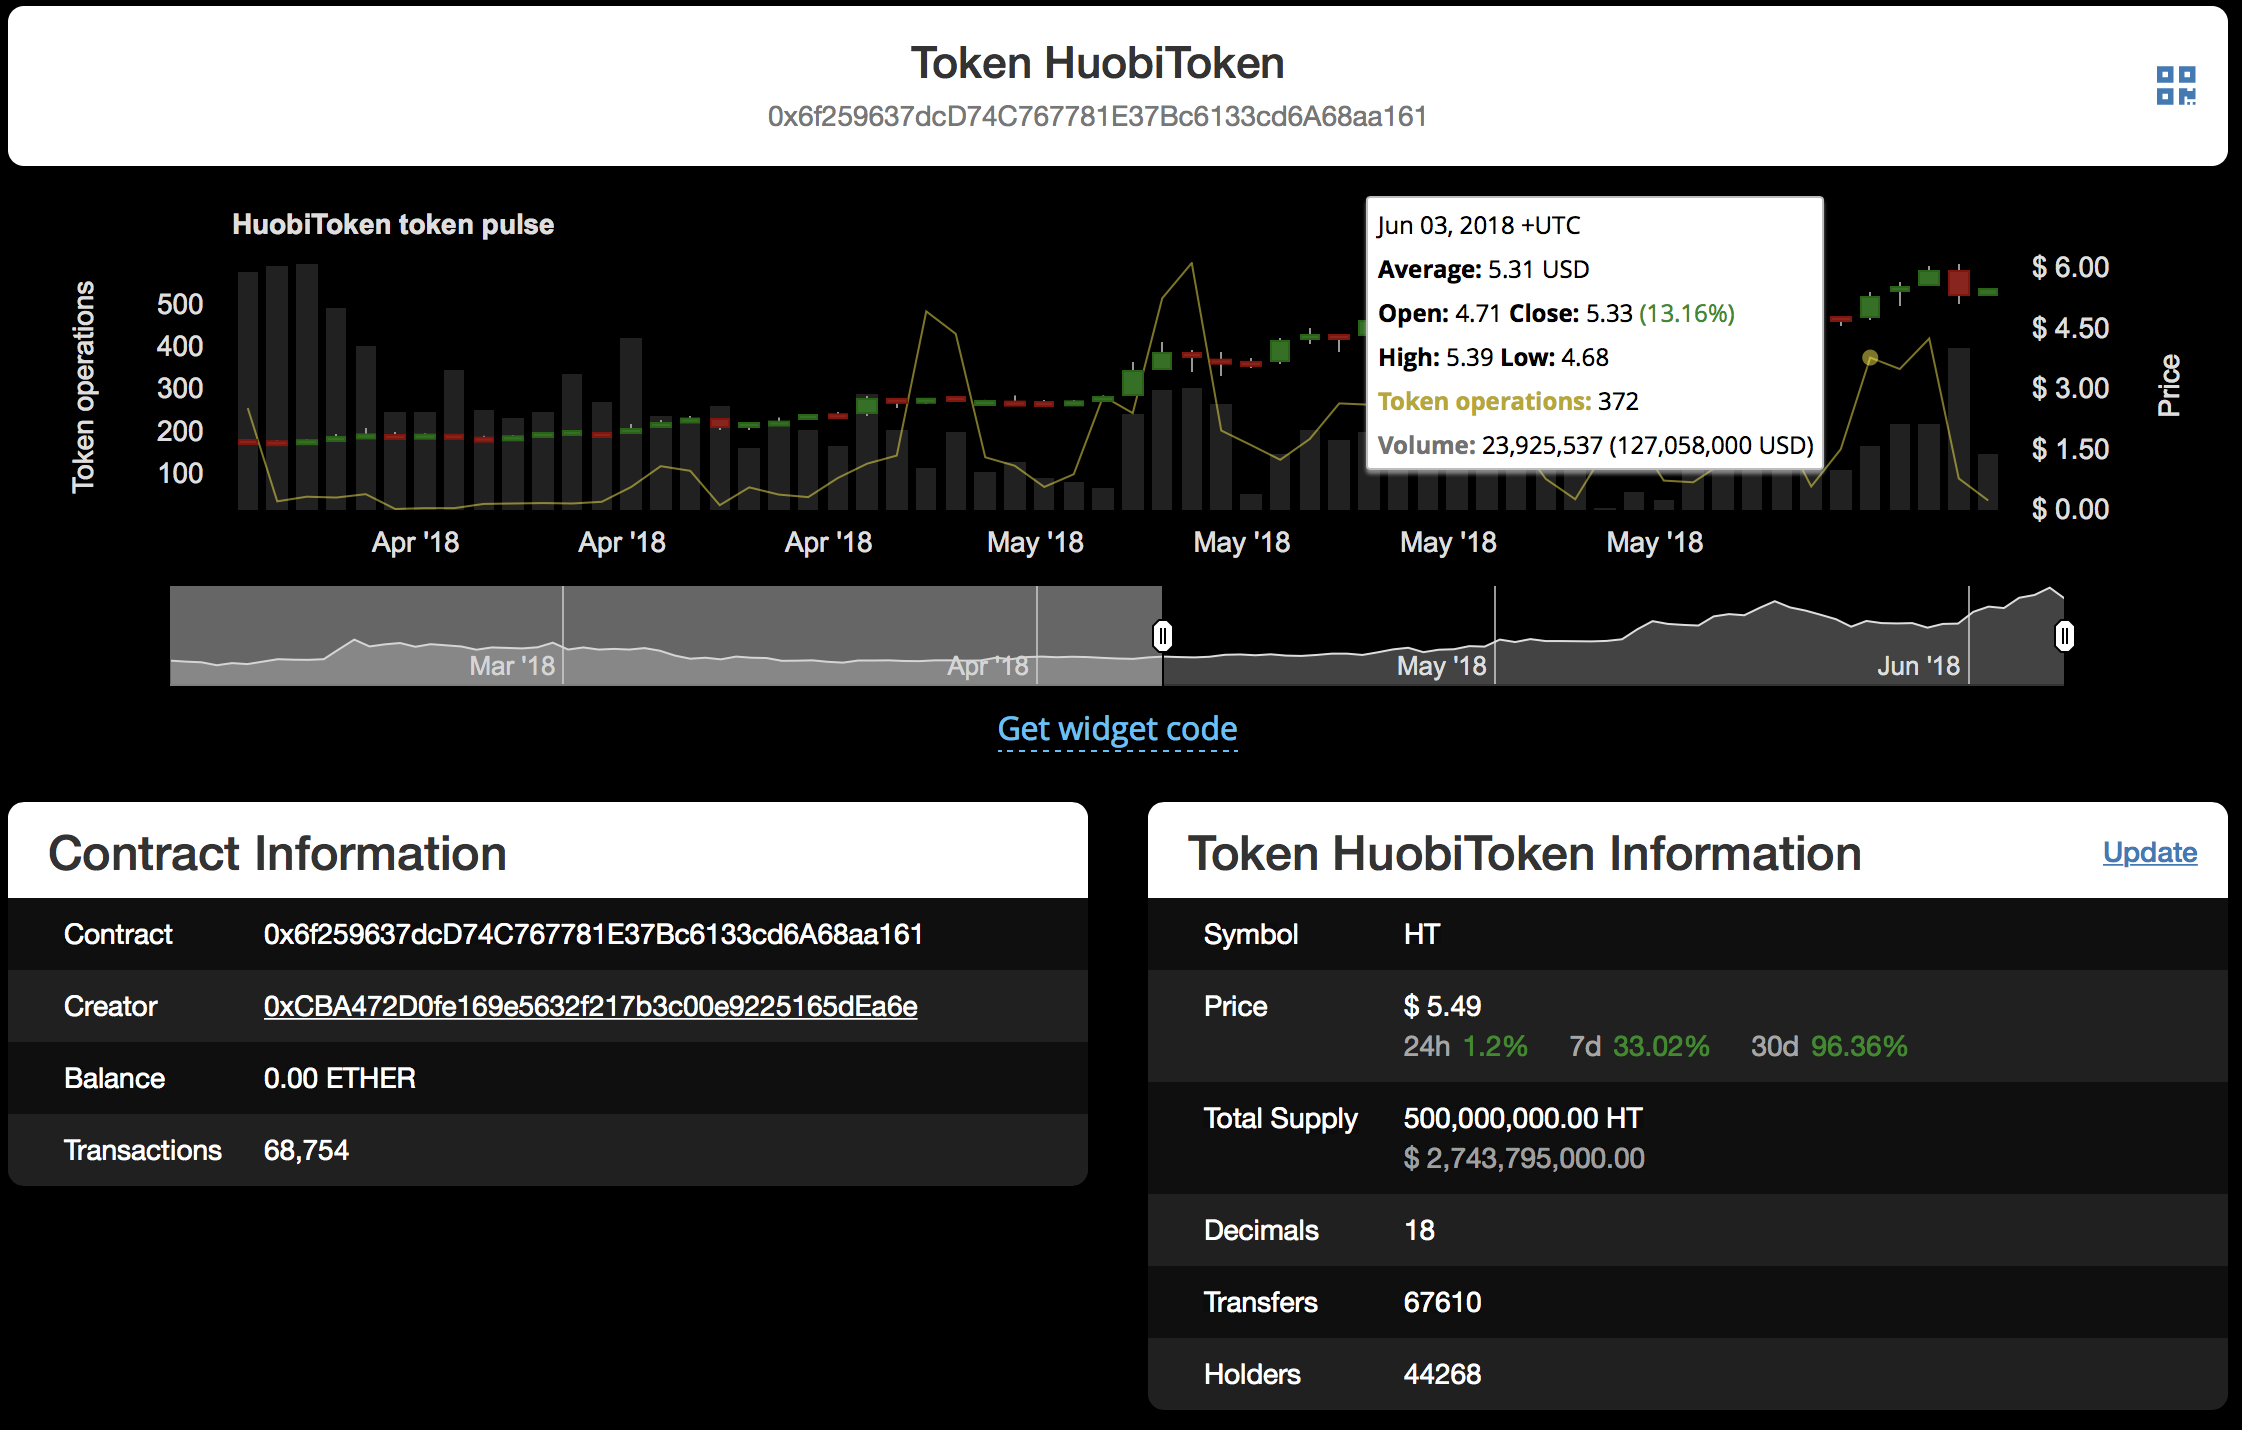 Token HuobiToken
0x6f259637dcD74C767781E37Bc6133cd6A68aa161
HuobiToken token pulse
Token operations
500
400
300
200
100
Jun 03, 2018 +UTC
Average: 5.31 USD
Open: 4.71 Close: 5.33 (13.16%)
High: 5.39 Low: 4.68
Token operations: 372
Volume: 23,925,537 (127,058,000 USD)
$ 6.00
$ 4.50
$ 3.00
$ 1.50
$ 0.00
Price
Apr '18 Apr '18 Apr '18 May '18 May '18 May '18 May '18
Mar '18 Apr '18 May '18 Jun '18
Get widget code
Contract Information
Contract 0x6f259637dcD74C767781E37Bc6133cd6A68aa161
Creator 0xCBA472D0fe169e5632f217b3c00e9225165dEa6e
Balance 0.00 ETHER
Transactions 68,754
Token HuobiToken Information Update
Symbol HT
Price $ 5.49
24h 1.2% 7d 33.02% 30d 96.36%
Total Supply 500,000,000.00 HT
$ 2,743,795,000.00
Decimals 18
Transfers 67610
Holders 44268